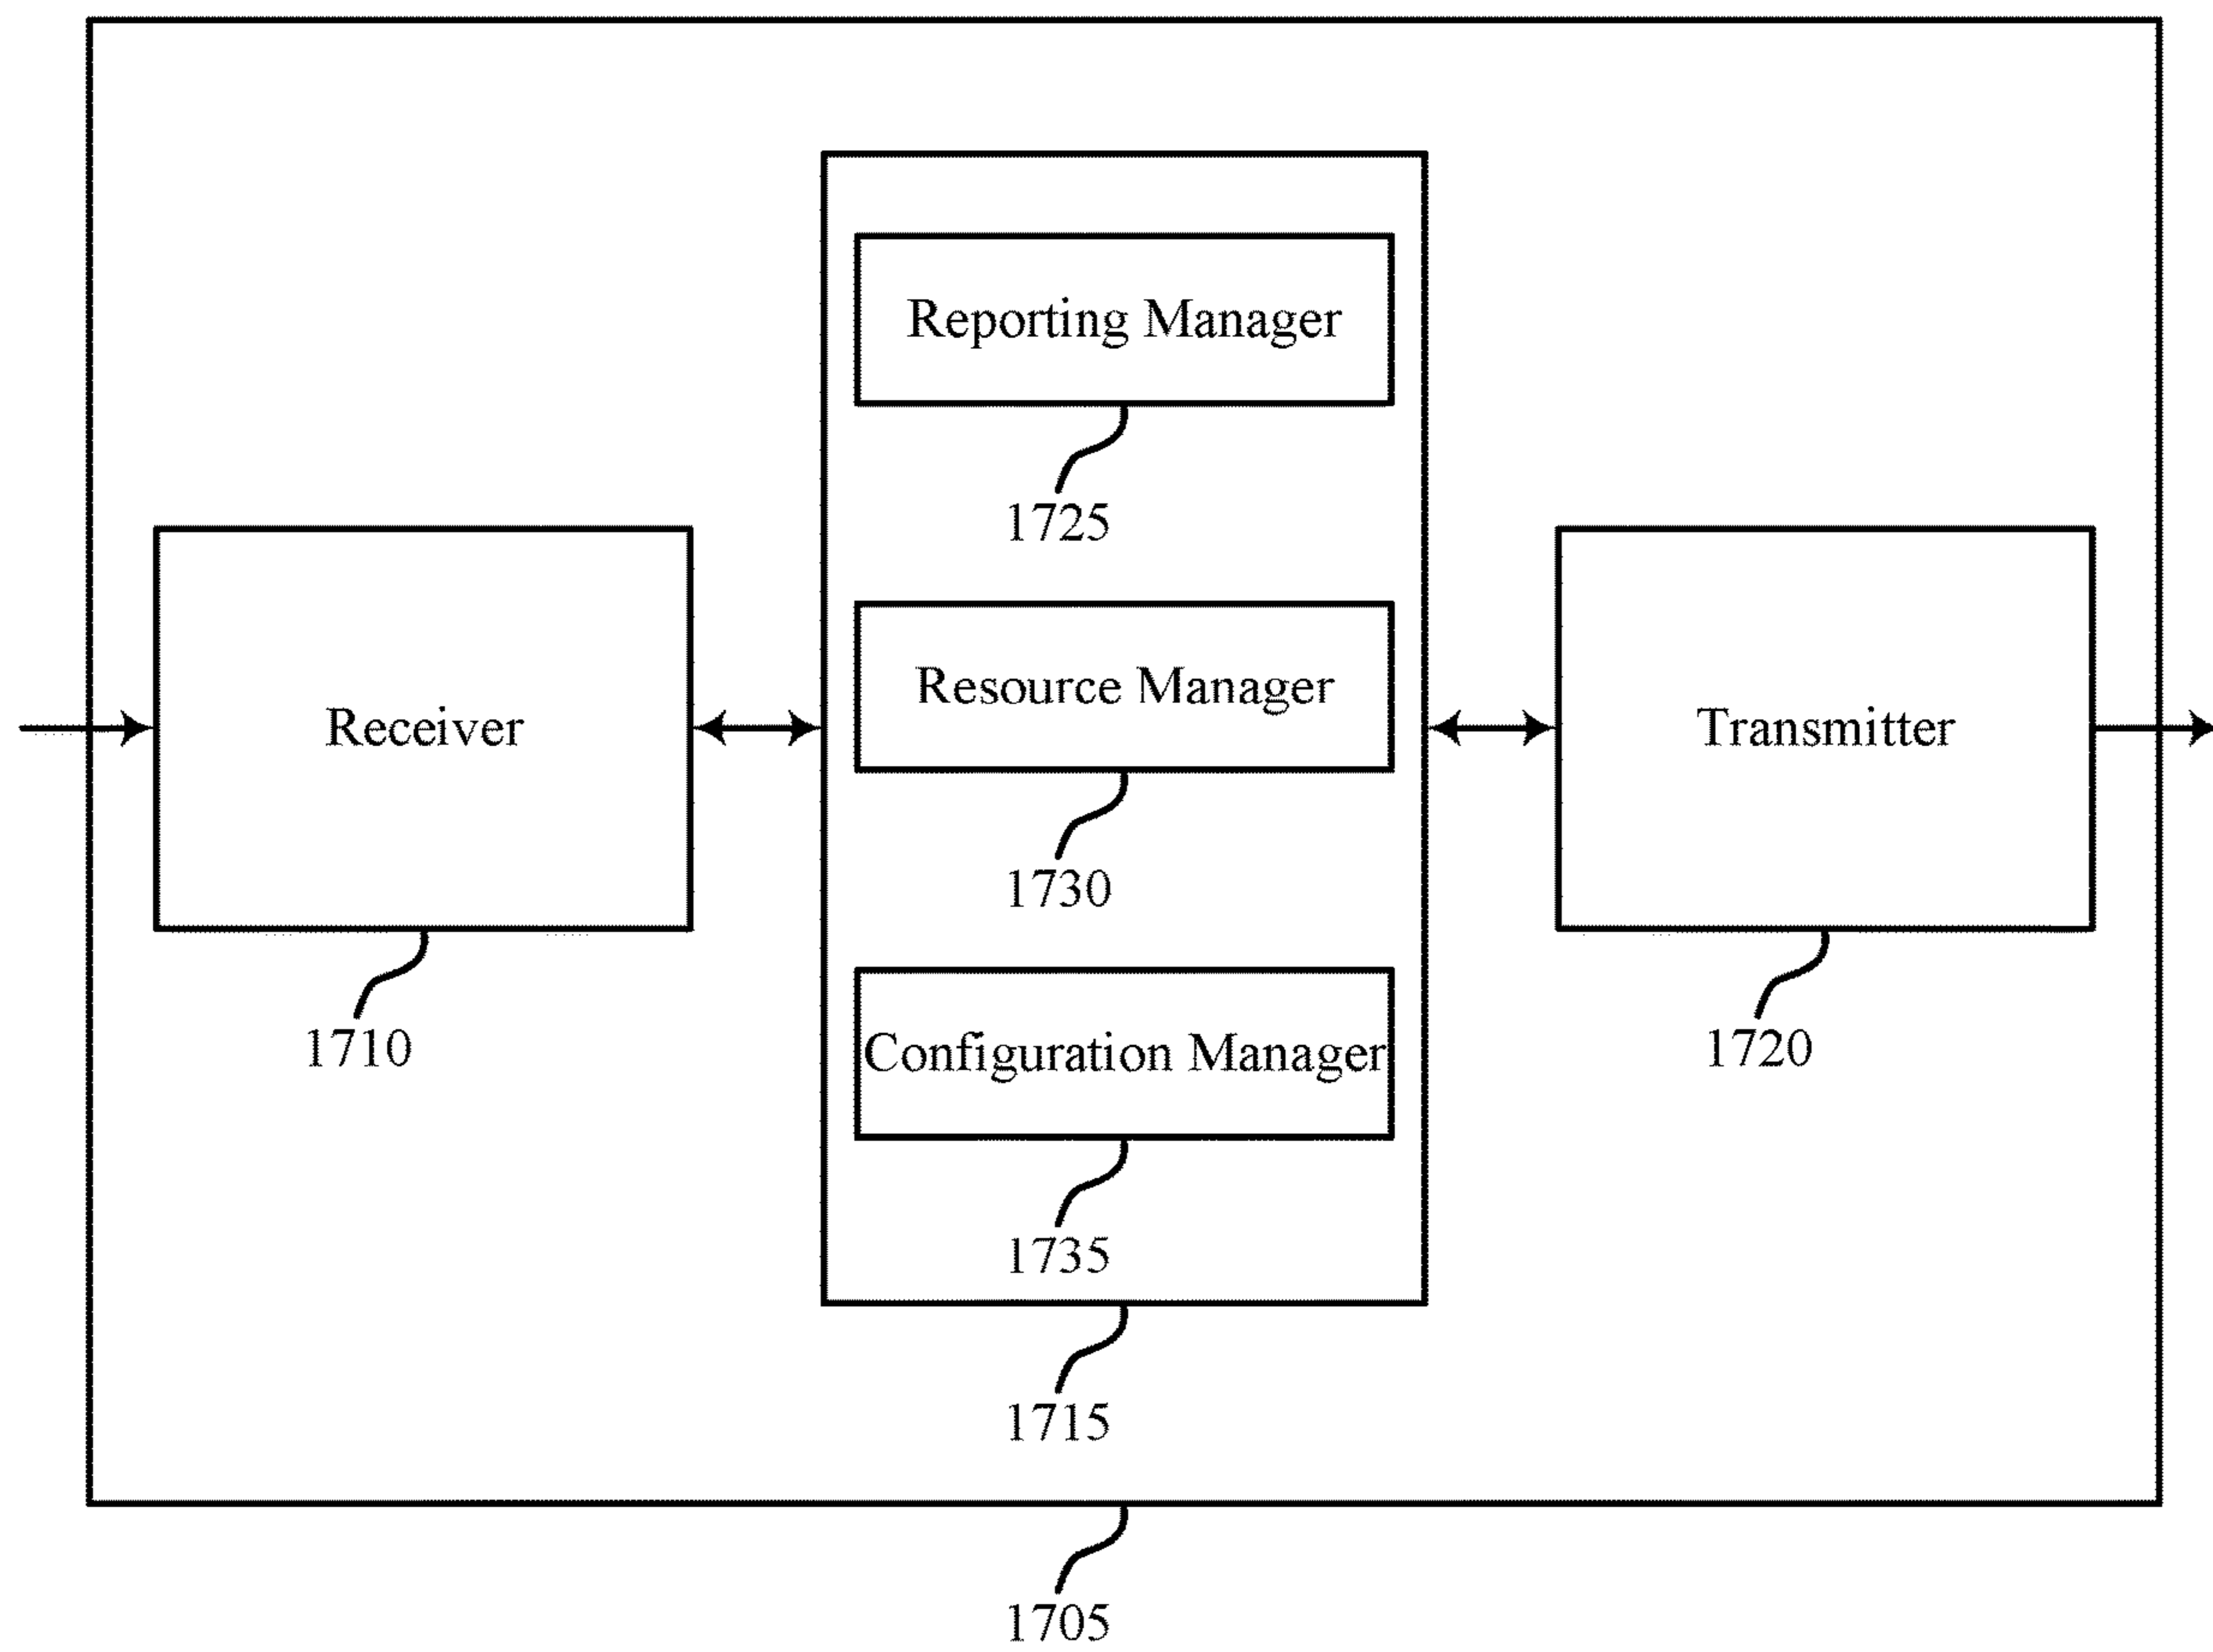 Reporting Manager
1725
Receiver
1710
Resource Manager
1730
Configuration Manager
1735
1715
Transmitter
1720
1705